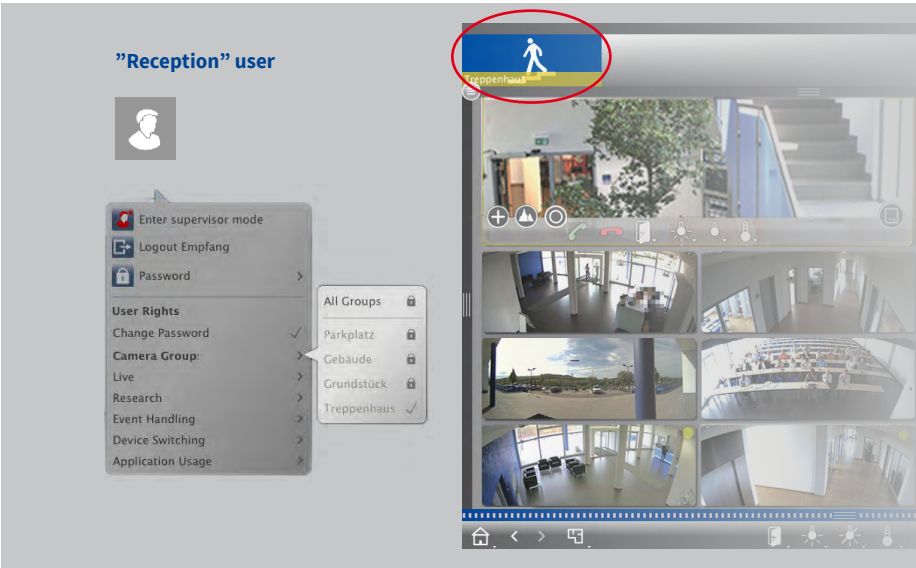 ”Reception” user
Enter supervisor mode
Logout Empfang
Password
User Rights
Change Password
Camera Group:
Live
Research
Event Handling
Device Switching
Application Usage
All Groups
Parkplatz
Gebäude
Grundstück
Treppenhaus
Treppenhaus